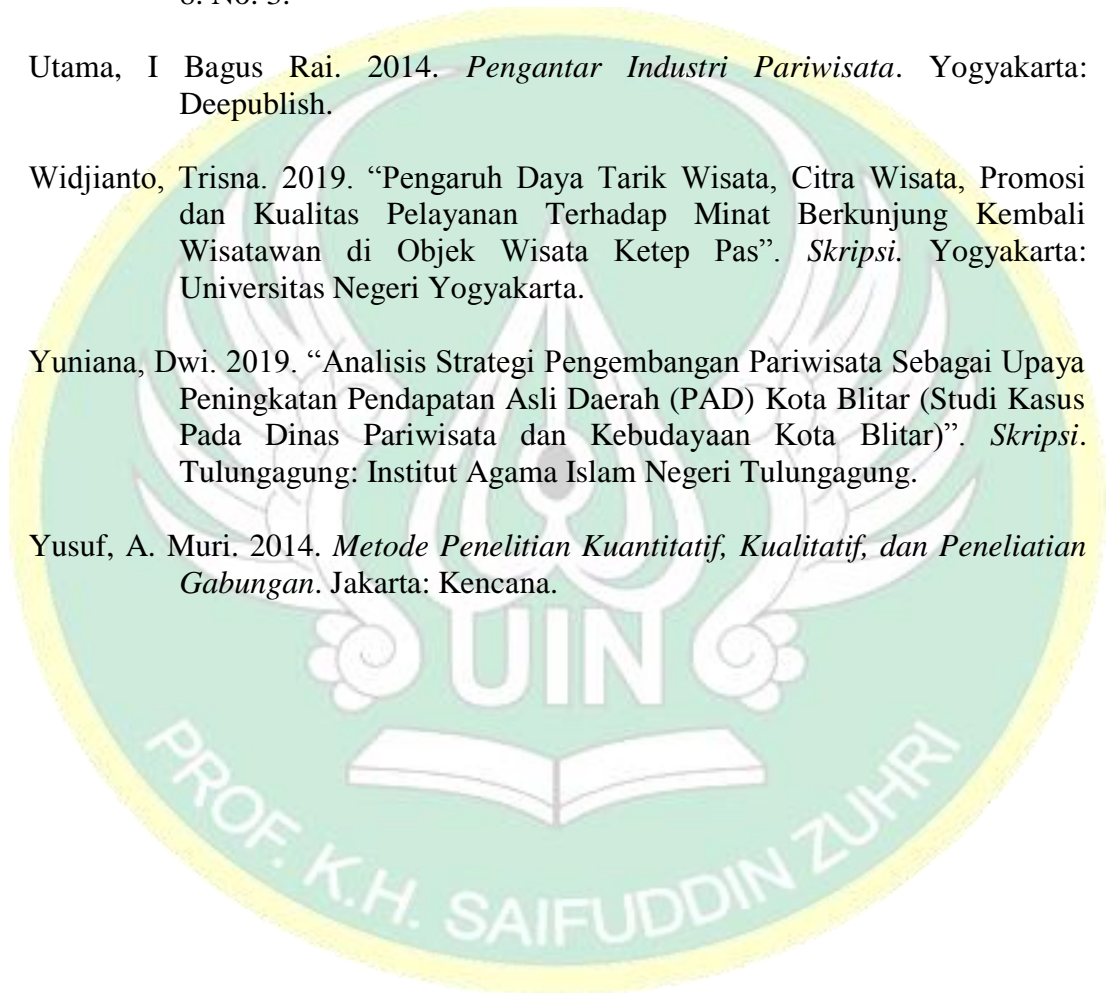 8. No. 3.
Utama, I Bagus Rai. 2014. Pengantar Industri Pariwisata. Yogyakarta:
Deepublish.
Widjianto, Trisna. 2019. “Pengaruh Daya Tarik Wisata, Citra Wisata, Promosi
dan Kualitas Pelayanan Terhadap Minat Berkunjung Kembali
Wisatawan di Objek Wisata Ketep Pas”. Skripsi. Yogyakarta:
Universitas Negeri Yogyakarta.
Yuniana, Dwi. 2019. “Analisis Strategi Pengembangan Pariwisata Sebagai Upaya
Peningkatan Pendapatan Asli Daerah (PAD) Kota Blitar (Studi Kasus
Pada Dinas Pariwisata dan Kebudayaan Kota Blitar)”. Skripsi.
Tulungagung: Institut Agama Islam Negeri Tulungagung.
Yusuf, A. Muri. 2014. Metode Penelitian Kuantitatif, Kualitatif, dan Peneliatian
Gabungan. Jakarta: Kencana.
UIN
PROF. K.H. SAIFUDDIN ZUHRI